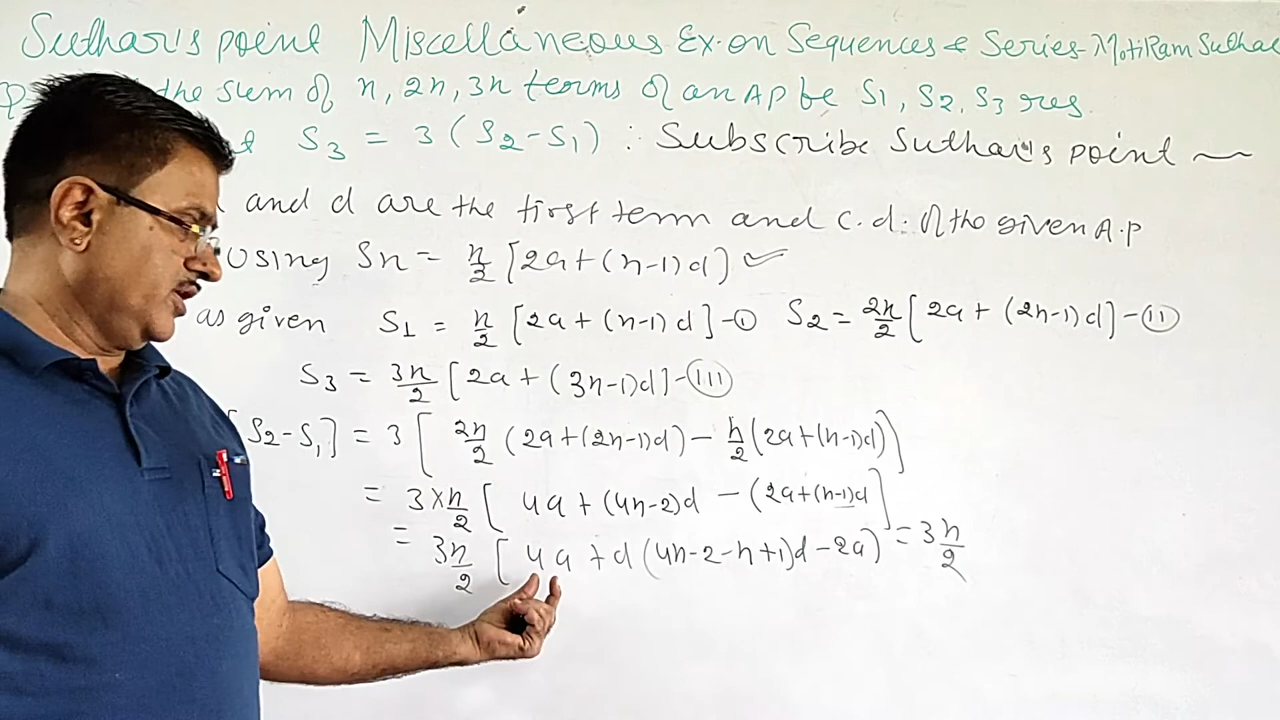 Suthar's point Miscellaneous Ex. on Sequences & Series - MotiRam Suthar
the sum of n, 2n, 3n terms of an AP be S1, S2, S3 res.
S3 = 3 (S2 - S1) : Subscribe Suthar's point
and d are the first term and c.d. of the given A.P
Using Sn = n/2 [2a + (n-1)d] ✓
as given S1 = n/2 [2a + (n-1)d] - (I) S2 = 2n/2 [2a + (2n-1)d] - (II)
S3 = 3n/2 [2a + (3n-1)d] - (III)
S2 - S1] = 3 [ 2n/2 (2a + (2n-1)d) - n/2 (2a + (n-1)d) ]
= 3 × n/2 [ 4a + (4n-2)d - (2a + (n-1)d ]
= 3n/2 [ 4a + d (4n-2-n+1)d - 2a) = 3n/2